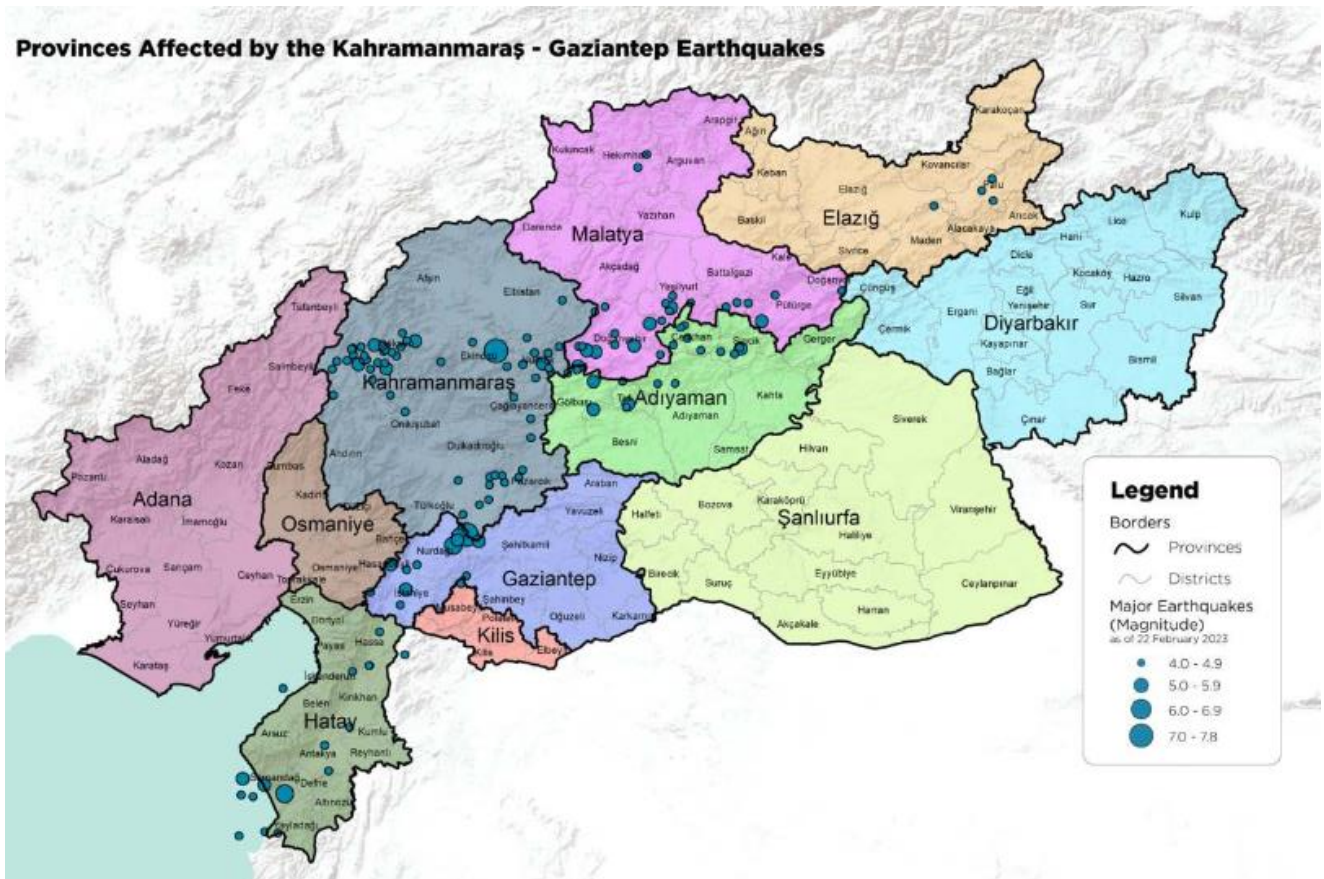 Provinces Affected by the Kahramanmaraş - Gaziantep Earthquakes
Karakoçan
Arapgir
Ağın
Kuluncak
Hekimhan
Arguvan
Kovancılar
Keban
Palu
Elazığ
Kulp
Baskil
Elazığ
Arıcak
Lice
Yazıhan
Darende
Malatya
Alacakaya
Maden
Hani
Sivrice
Dicle
Kale
Akçadağ
Battalgazi
Kocaköy
Hazro
Afşin
Doğanyol
Çüngüş
Eğil
Silvan
Elbistan
Yeşilyurt
Pütürge
Yenişehir
Sur
Tufanbeyli
Ergani
Diyarbakır
Çermik
Kayapınar
Gerger
Sincik
Ekinözü
Bismil
Saimbeyli
Bağlar
Kahramanmaraş
Feke
Adıyaman
Kahta
Çağlayancerit
Gölbaşı
Adıyaman
Siverek
Çınar
Onikişubat
Besni
Dulkadiroğlu
Samsat
Hilvan
Andırın
Aladağ
Kozan
Sumbas
Pozantı
Pazarcık
Araban
Adana
Kadirli
Karaköprü
Türkoğlu
Bozova
Yavuzeli
Halfeti
Viranşehir
Karaisalı
İmamoğlu
Osmaniye
Şanlıurfa
Haliliye
Bahçe
Nurdağı
Şehitkamil
Nizip
Çukurova
Sarıçam
Ceyhan
Osmaniye
Gaziantep
Birecik
Suruç
Eyyübiye
Ceylanpınar
Toprakkale
İslahiye
Şahinbey
Seyhan
Erzin
Musabeyli
Harran
Yüreğir
Dörtyol
Oğuzeli
Karkamış
Akçakale
Yumurtalık
Kilis
Payas
Hassa
Elbeyli
Kilis
Karataş
İskenderun
Kırıkhan
Belen
Hatay
Arsuz
Kumlu
Antakya
Reyhanlı
Samandağ
Defne
Altınözü
Yayladağı
Legend
Borders
Provinces
Districts
Major Earthquakes
(Magnitude)
as of 22 February 2023
4.0 - 4.9
5.0 - 5.9
6.0 - 6.9
7.0 - 7.8